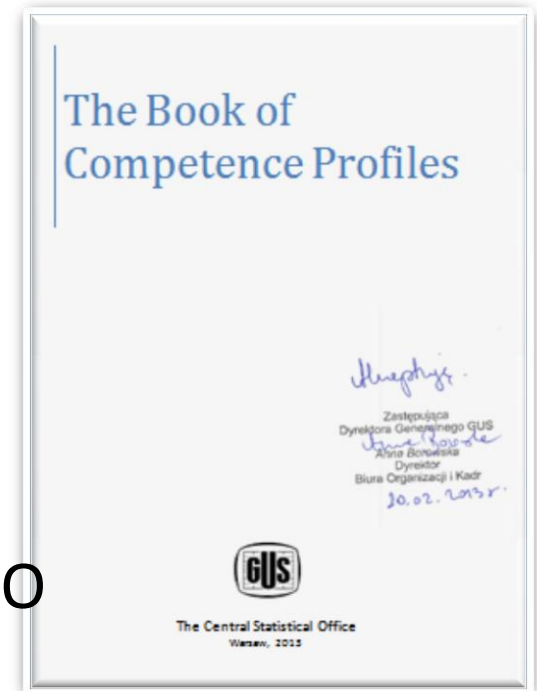 The Book of
Competence Profiles
Akceptuję.
Zastępująca
Dyrektora Generalnego GUS
Anna Borowska
Dyrektor
Biura Organizacji i Kadr
20.02.2013 r.
GUS
O
The Central Statistical Office
Warsaw, 2013